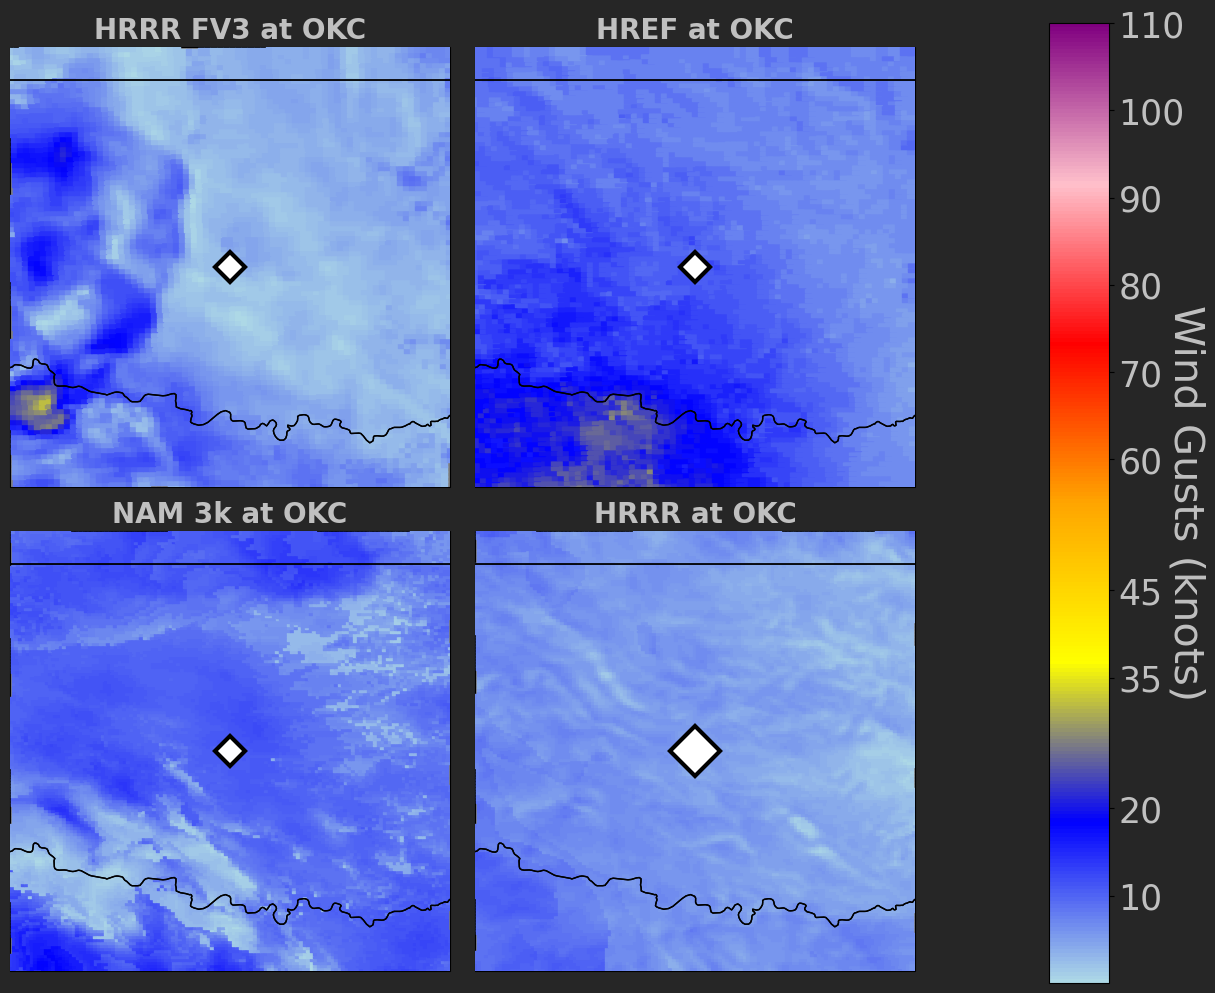 HRRR FV3 at OKC
HREF at OKC
NAM 3k at OKC
HRRR at OKC
110
100
90
80
70
60
45
35
20
10
Wind Gusts (knots)